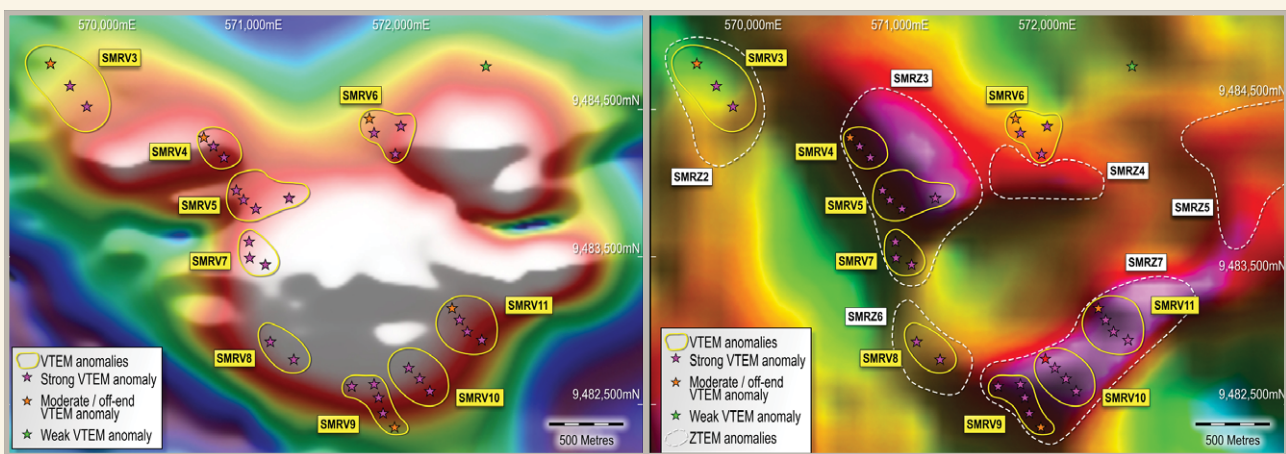 570,000mE
571,000mE
572,000mE
SMRV3
SMRV6
9,484,500mN
SMRV4
SMRV5
9,483,500mN
SMRV7
SMRV11
SMRV8
VTEM anomalies
Strong VTEM anomaly
Moderate / off-end
VTEM anomaly
Weak VTEM anomaly
SMRV10
9,482,500mN
SMRV9
500 Metres
570,000mE
571,000mE
572,000mE
SMRV3
SMRZ3
SMRV6
9,484,500mN
SMRV4
SMRZ2
SMRZ4
SMRV5
SMRZ5
9,483,500mN
SMRV7
SMRZ7
SMRV11
SMRZ6
VTEM anomalies
Strong VTEM anomaly
Moderate / off-end
VTEM anomaly
Weak VTEM anomaly
ZTEM anomalies
SMRV8
SMRV10
9,482,500mN
SMRV9
500 Metres